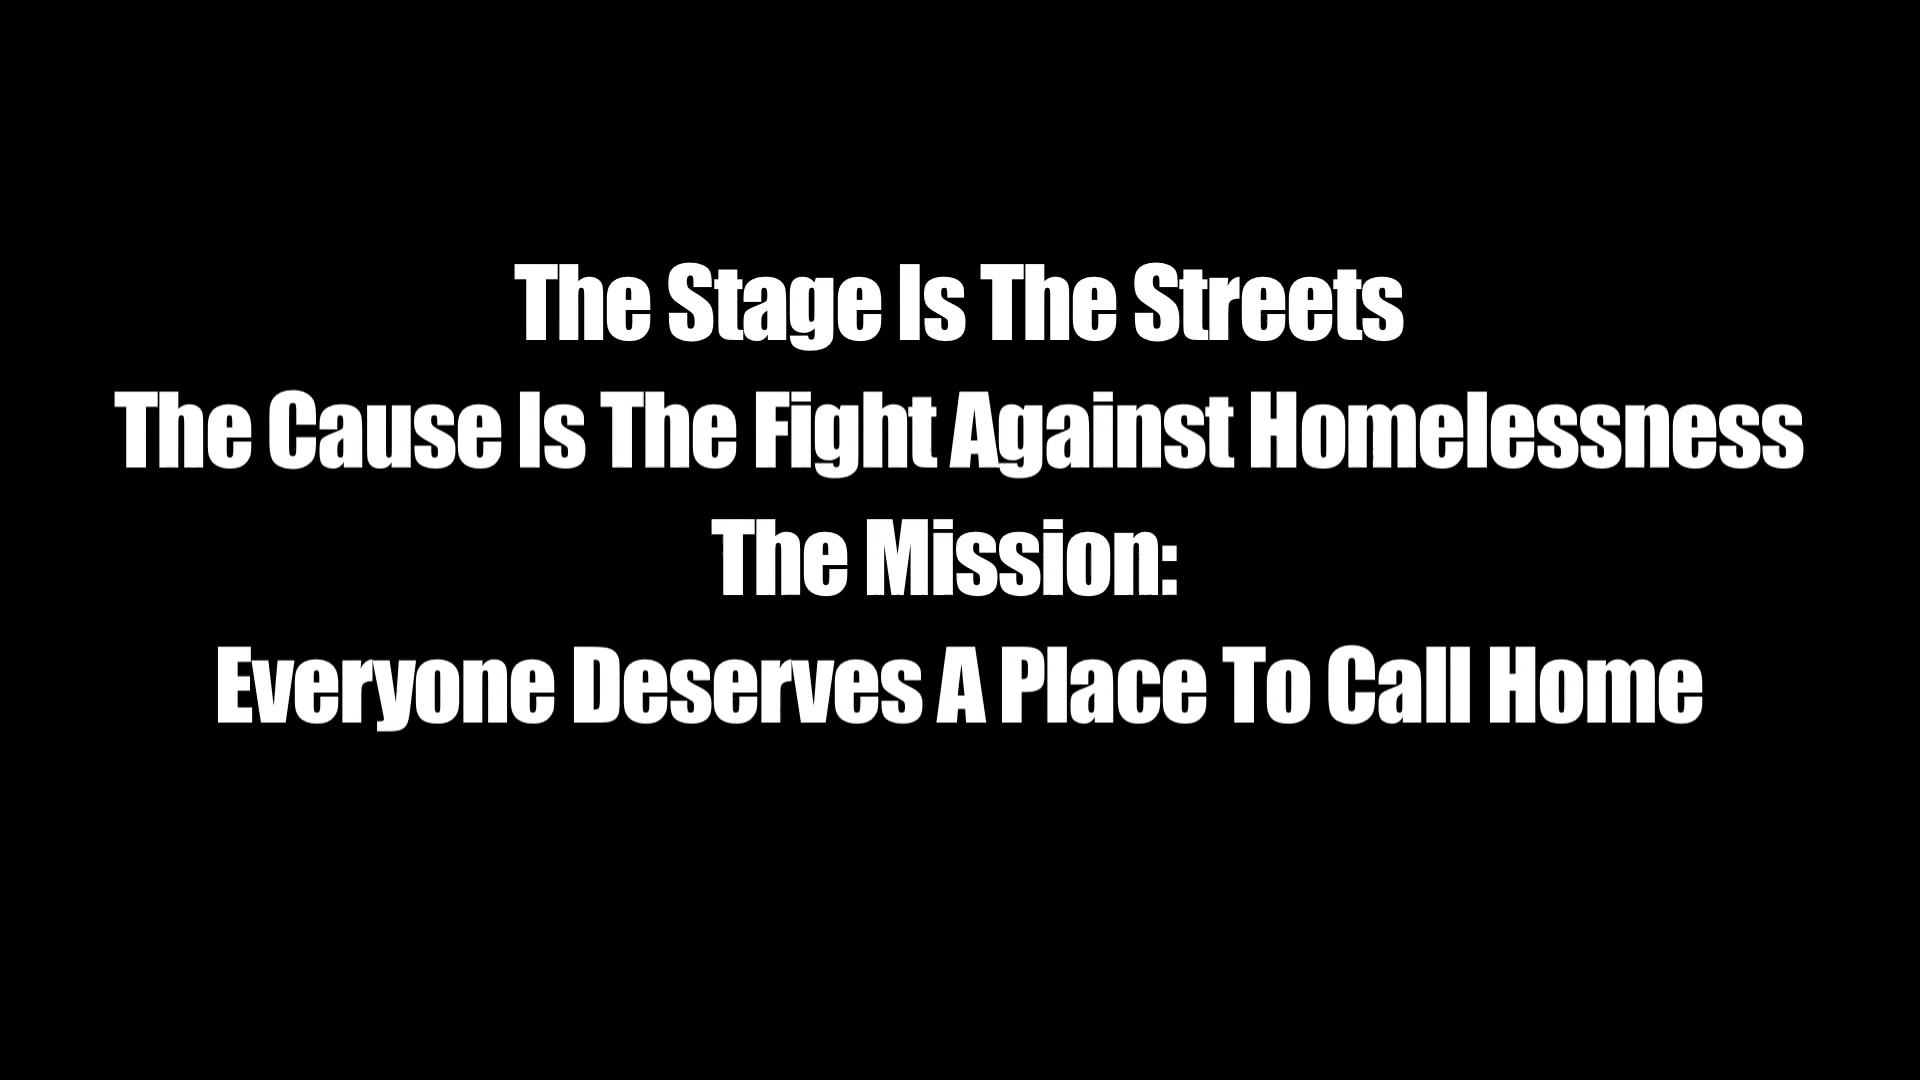 The Stage Is The Streets
The Cause Is The Fight Against Homelessness
The Mission:
Everyone Deserves A Place To Call Home